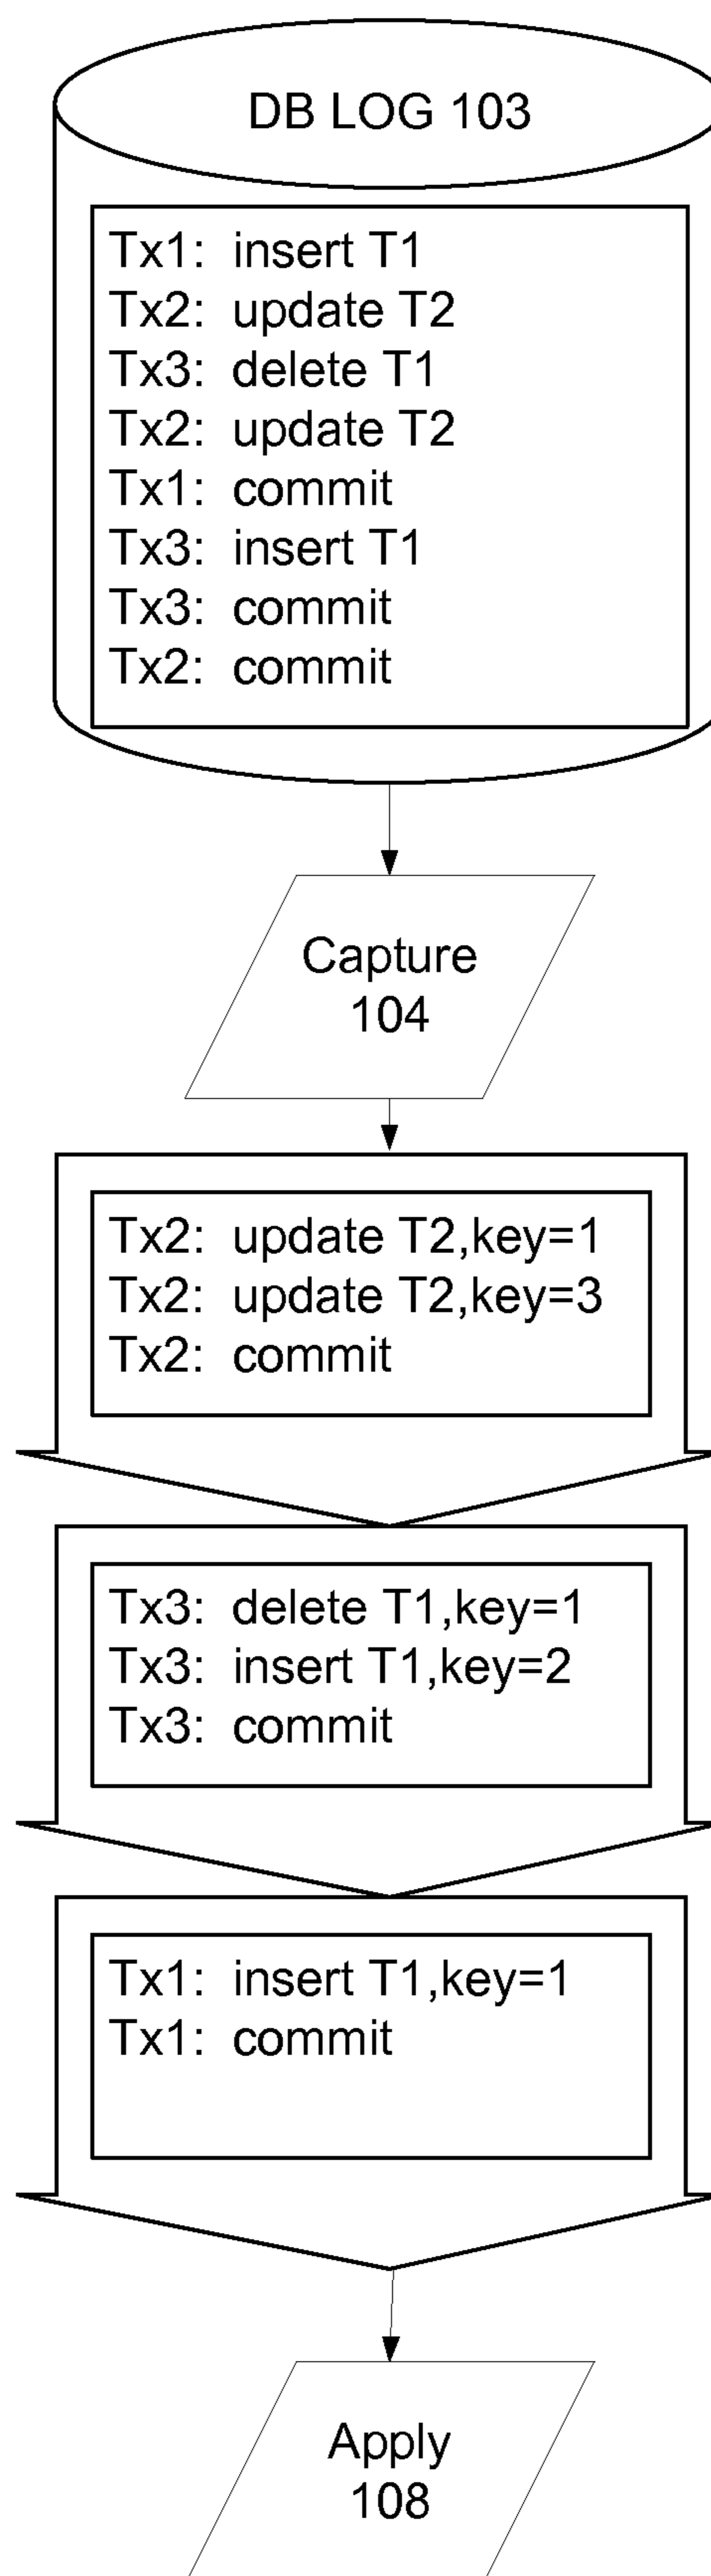 DB LOG 103
Tx1: insert T1
Tx2: update T2
Tx3: delete T1
Tx2: update T2
Tx1: commit
Tx3: insert T1
Tx3: commit
Tx2: commit
Capture
104
Tx2: update T2,key=1
Tx2: update T2,key=3
Tx2: commit
Tx3: delete T1,key=1
Tx3: insert T1,key=2
Tx3: commit
Tx1: insert T1,key=1
Tx1: commit
Apply
108